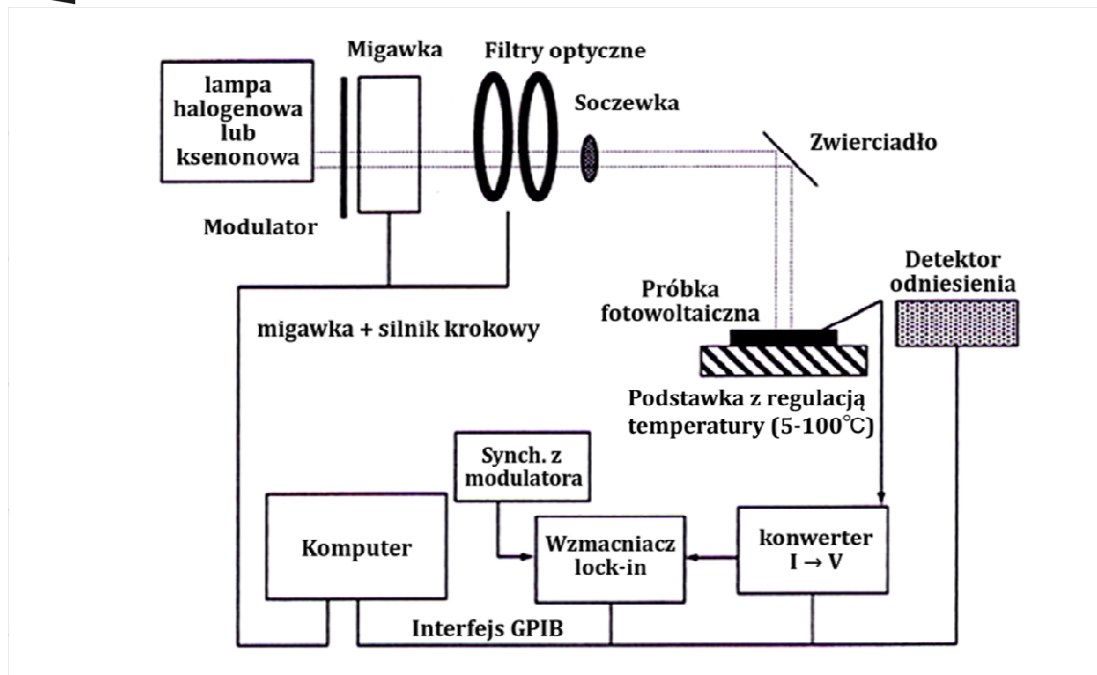 Migawka
Filtry optyczne
lampa
halogenowa
lub
ksenonowa
Soczewka
Zwierciadło
Modulator
Detektor
odniesienia
Próbka
fotowoltaiczna
migawka + silnik krokowy
Podstawka z regulacją
temperatury (5-100℃)
Synch. z
modulatora
Komputer
Wzmacniacz
lock-in
konwerter
I → V
Interfejs GPIB